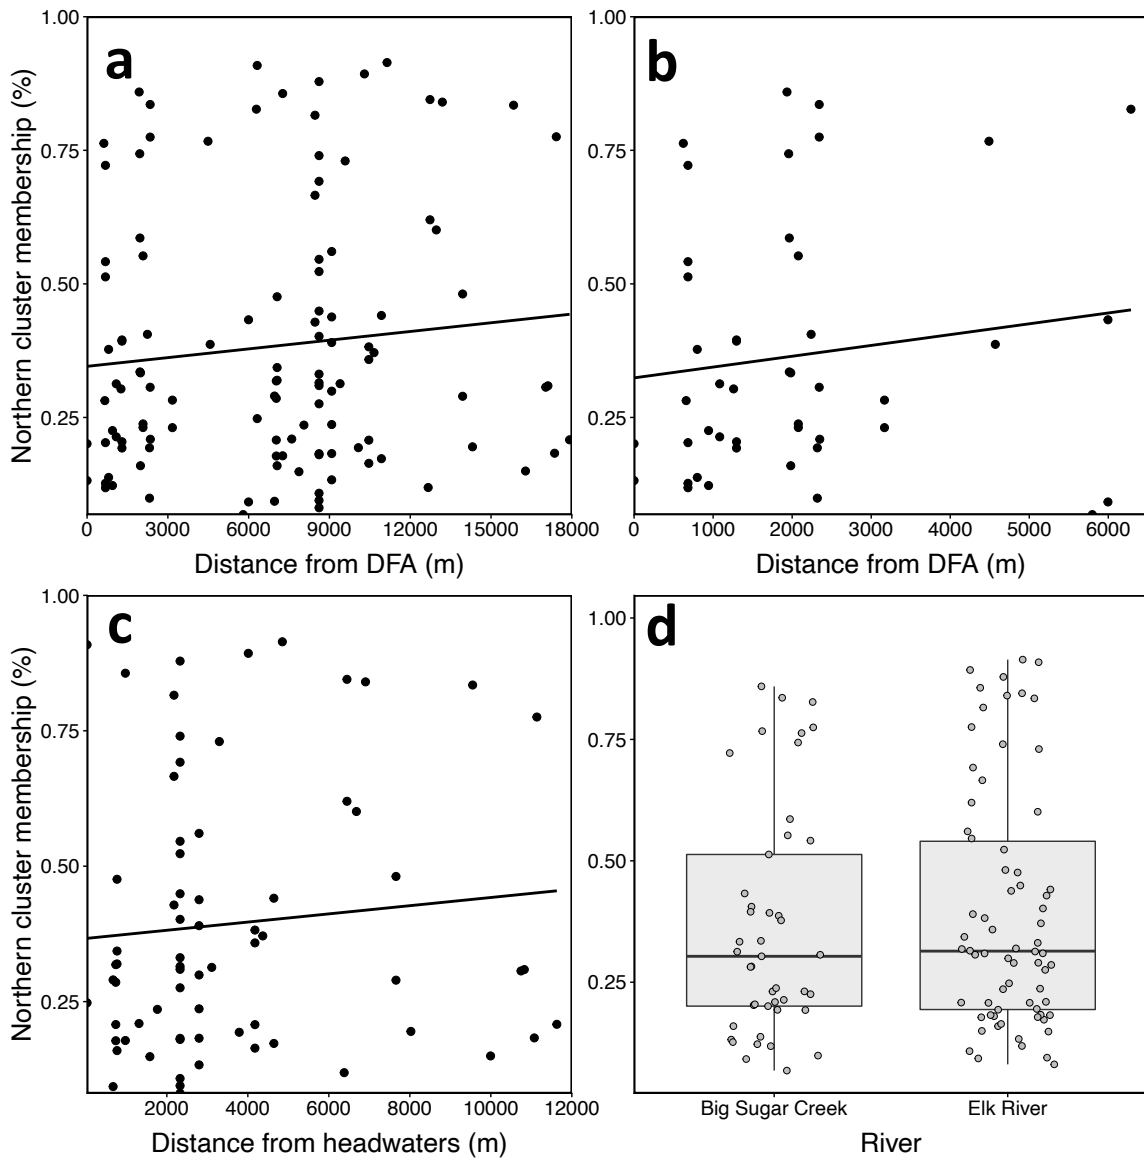 a
1.00
0.75
0.50
0.25
Northern cluster membership (%)
0 3000 6000 9000 12000 15000 18000
Distance from DFA (m)
b
1.00
0.75
0.50
0.25
0 1000 2000 3000 4000 5000 6000
Distance from DFA (m)
c
1.00
0.75
0.50
0.25
Northern cluster membership (%)
2000 4000 6000 8000 10000 12000
Distance from headwaters (m)
d
1.00
0.75
0.50
0.25
Big Sugar Creek Elk River
River